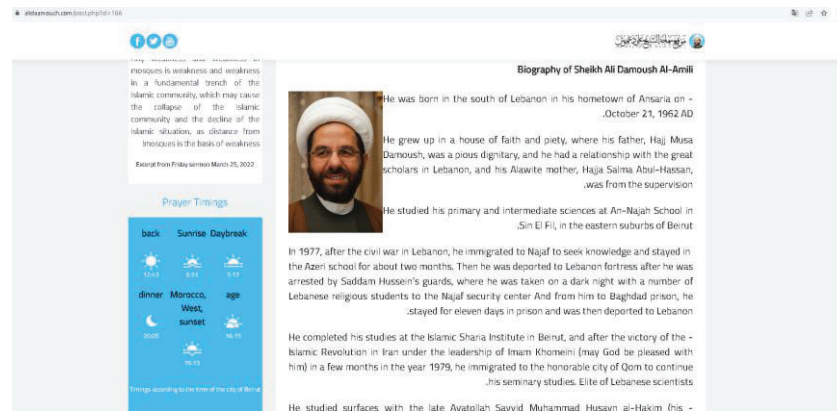 aldaamouch.com/post.php?id=166
mosques is weakness and weakness
in a fundamental trench of the
Islamic community, which may cause
the collapse of the Islamic
community and the decline of the
Islamic situation, as distance from
!mosques is the basis of weakness
Excerpt from Friday sermon March 25, 2022
Prayer Timings
back Sunrise Daybreak
12:43 6:31 5:12
dinner Morocco, age
West,
sunset
20:05 16:15
19:13
Timings according to the time of the city of Beirut
Biography of Sheikh Ali Damoush Al-Amili
He was born in the south of Lebanon in his hometown of Ansaria on -
.October 21, 1962 AD
He grew up in a house of faith and piety, where his father, Hajj Musa
Damoush, was a pious dignitary, and he had a relationship with the great
scholars in Lebanon, and his Alawite mother, Hajja Salma Abul-Hassan,
.was from the supervision
He studied his primary and intermediate sciences at An-Najah School in
.Sin El Fil, in the eastern suburbs of Beirut
In 1977, after the civil war in Lebanon, he immigrated to Najaf to seek knowledge and stayed in
the Azeri school for about two months. Then he was deported to Lebanon fortress after he was
arrested by Saddam Hussein's guards, where he was taken on a dark night with a number of
Lebanese religious students to the Najaf security center And from him to Baghdad prison, he
.stayed for eleven days in prison and was then deported to Lebanon
He completed his studies at the Islamic Sharia Institute in Beirut, and after the victory of the -
Islamic Revolution in Iran under the leadership of Imam Khomeini (may God be pleased with
him) in a few months in the year 1979, he immigrated to the honorable city of Qom to continue
.his seminary studies. Elite of Lebanese scientists
He studied surfaces with the late Ayatollah Sayyid Muhammad Husayn al-Hakim (his -